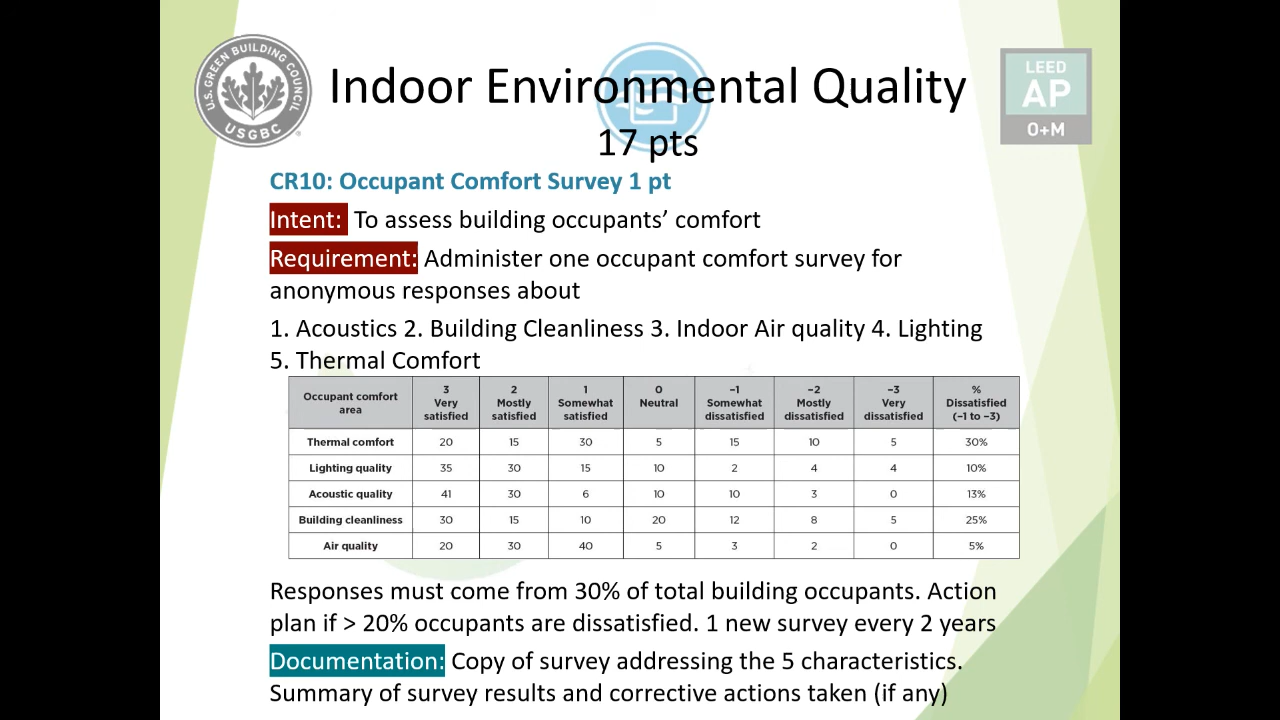 U.S. GREEN BUILDING COUNCIL
USGBC
Indoor Environmental Quality
17 pts
LEED
AP
O+M
CR10: Occupant Comfort Survey 1 pt
Intent: To assess building occupants’ comfort
Requirement: Administer one occupant comfort survey for
anonymous responses about
1. Acoustics 2. Building Cleanliness 3. Indoor Air quality 4. Lighting
5. Thermal Comfort
Occupant comfort area 3 Very satisfied 2 Mostly satisfied 1 Somewhat satisfied 0 Neutral –1 Somewhat dissatisfied –2 Mostly dissatisfied –3 Very dissatisfied % Dissatisfied (–1 to –3)
Thermal comfort 20 15 30 5 15 10 5 30%
Lighting quality 35 30 15 10 2 4 4 10%
Acoustic quality 41 30 6 10 10 3 0 13%
Building cleanliness 30 15 10 20 12 8 5 25%
Air quality 20 30 40 5 3 2 0 5%
Responses must come from 30% of total building occupants. Action
plan if > 20% occupants are dissatisfied. 1 new survey every 2 years
Documentation: Copy of survey addressing the 5 characteristics.
Summary of survey results and corrective actions taken (if any)